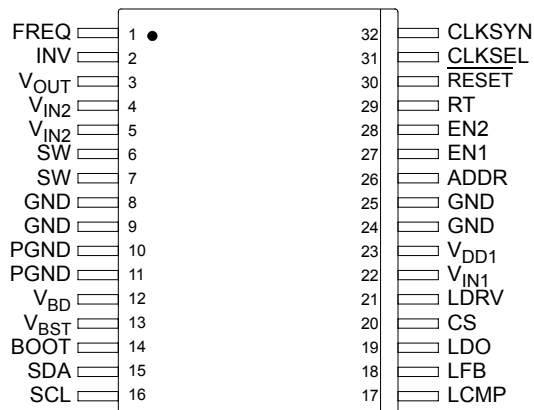 FREQ 1 32 CLKSYN
INV 2 31 CLKSEL
VOUT 3 30 RESET
VIN2 4 29 RT
VIN2 5 28 EN2
SW 6 27 EN1
SW 7 26 ADDR
GND 8 25 GND
GND 9 24 GND
PGND 10 23 VDD1
PGND 11 22 VIN1
VBD 12 21 LDRV
VBST 13 20 CS
BOOT 14 19 LDO
SDA 15 18 LFB
SCL 16 17 LCMP